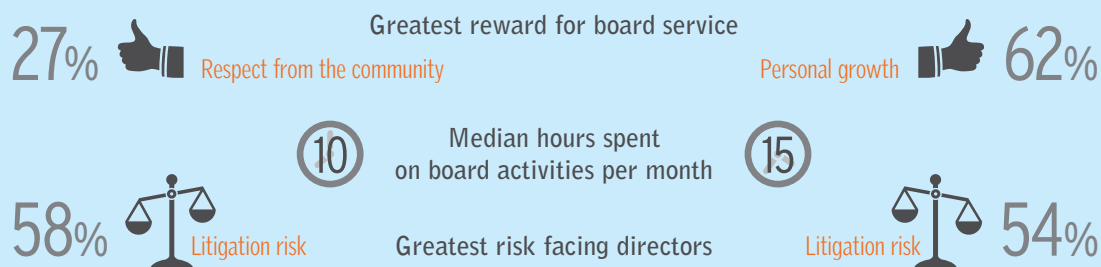 Greatest reward for board service
27%
Respect from the community
Personal growth
62%
10
Median hours spent
on board activities per month
15
58%
Litigation risk
Greatest risk facing directors
Litigation risk
54%